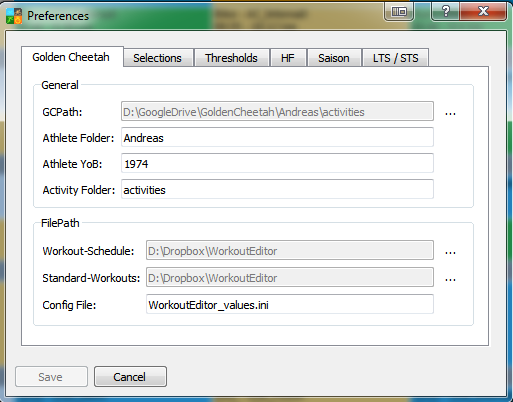 Preferences
?
Golden Cheetah
Selections
Thresholds
HF
Saison
LTS / STS
General
GCPath: D:\GoogleDrive\GoldenCheetah\Andreas\activities ...
Athlete Folder: Andreas
Athlete YoB: 1974
Activity Folder: activities
FilePath
Workout-Schedule: D:\Dropbox\WorkoutEditor ...
Standard-Workouts: D:\Dropbox\WorkoutEditor ...
Config File: WorkoutEditor_values.ini
Save
Cancel